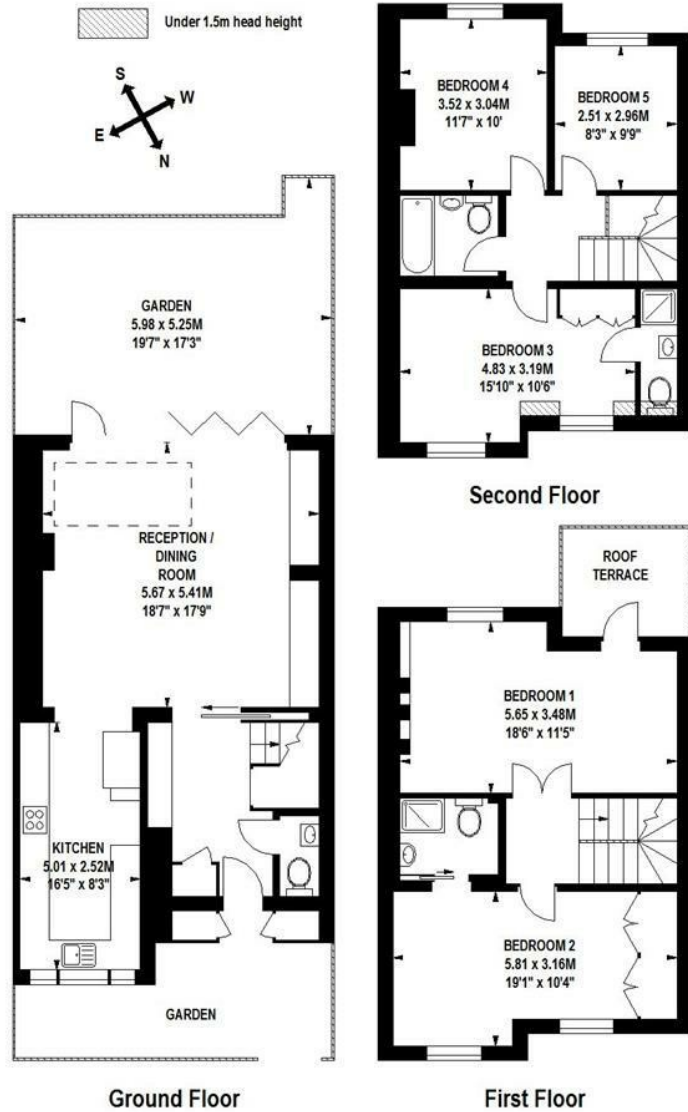 Under 1.5m head height
S
W
E
N
GARDEN
5.98 x 5.25M
19'7" x 17'3"
RECEPTION /
DINING
ROOM
5.67 x 5.41M
18'7" x 17'9"
KITCHEN
5.01 x 2.52M
16'5" x 8'3"
GARDEN
Ground Floor
BEDROOM 4
3.52 x 3.04M
11'7" x 10'
BEDROOM 5
2.51 x 2.96M
8'3" x 9'9"
BEDROOM 3
4.83 x 3.19M
15'10" x 10'6"
Second Floor
ROOF
TERRACE
BEDROOM 1
5.65 x 3.48M
18'6" x 11'5"
BEDROOM 2
5.81 x 3.16M
19'1" x 10'4"
First Floor